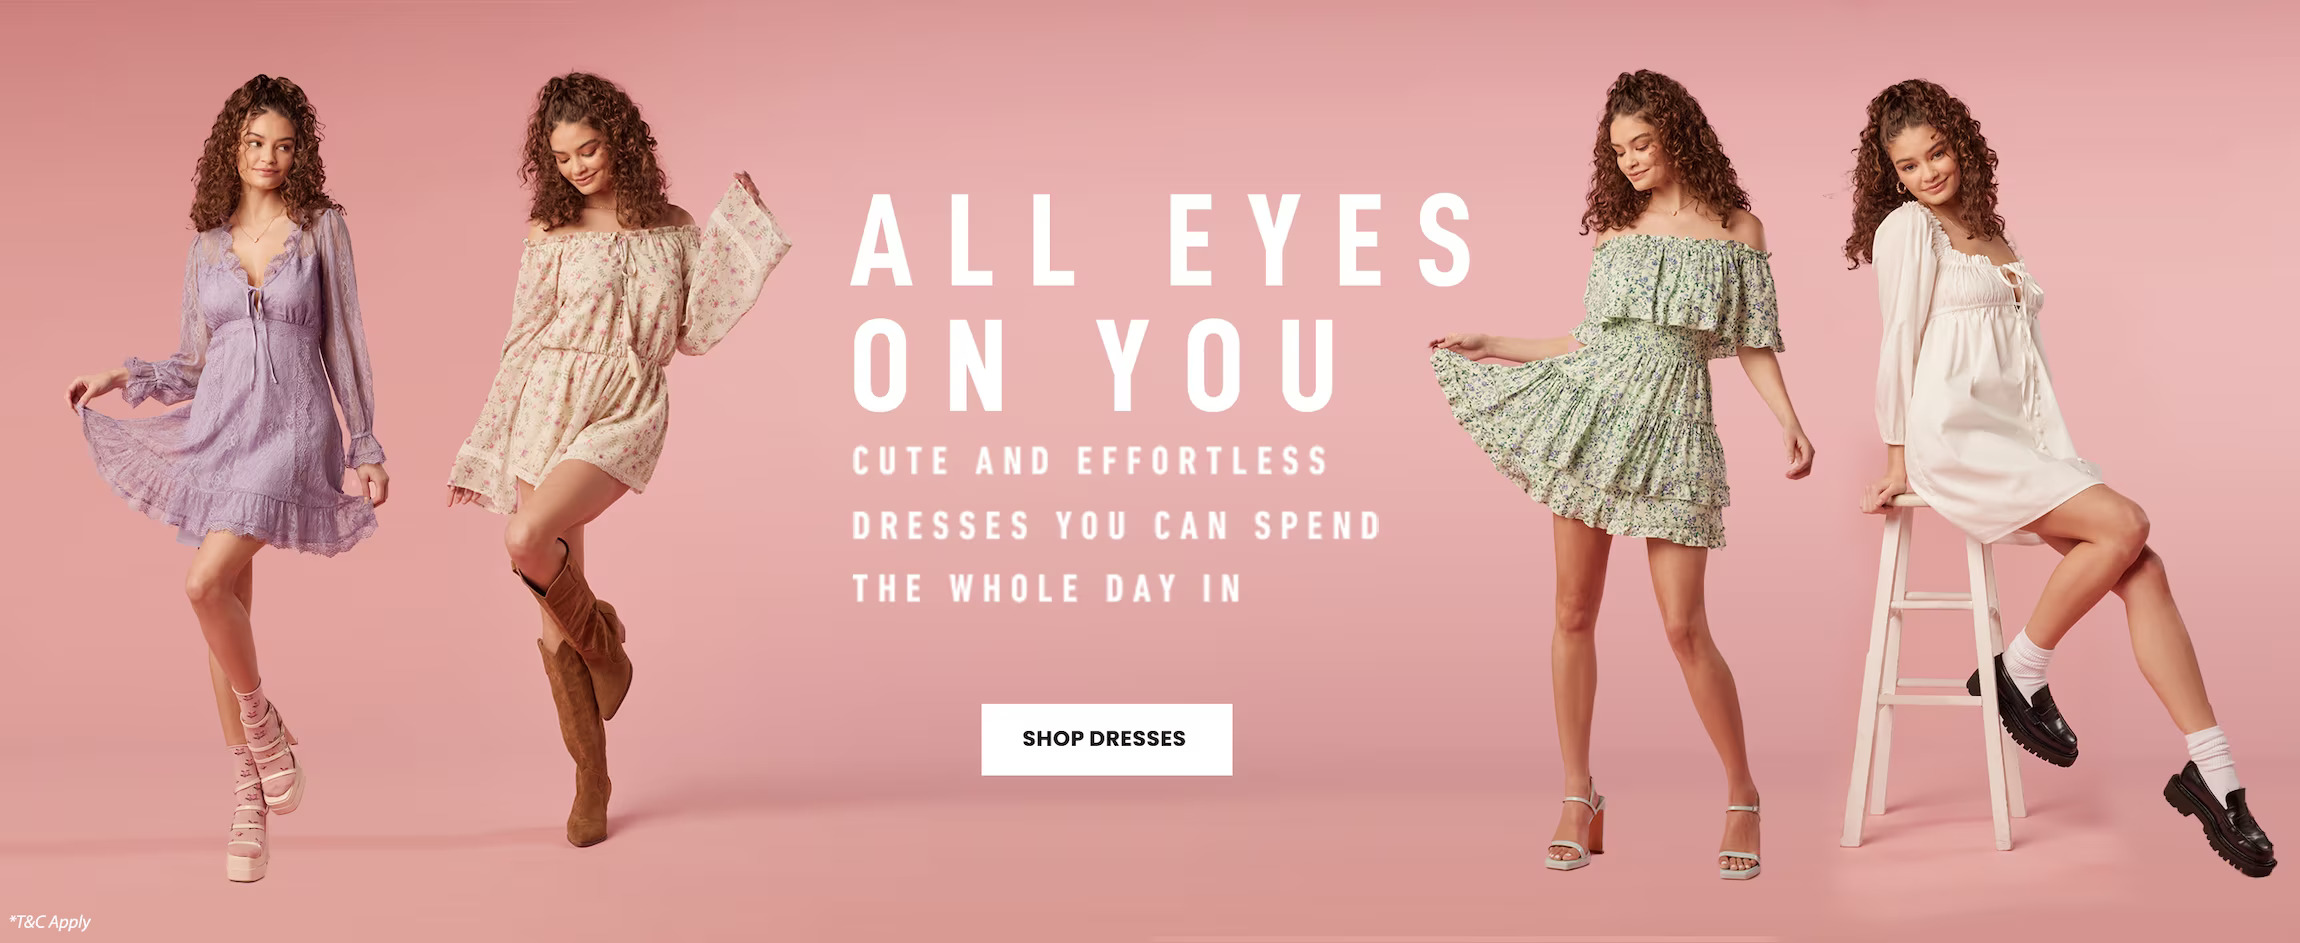 ALL EYES
ON YOU
CUTE AND EFFORTLESS
DRESSES YOU CAN SPEND
THE WHOLE DAY IN
SHOP DRESSES
*T&C Apply